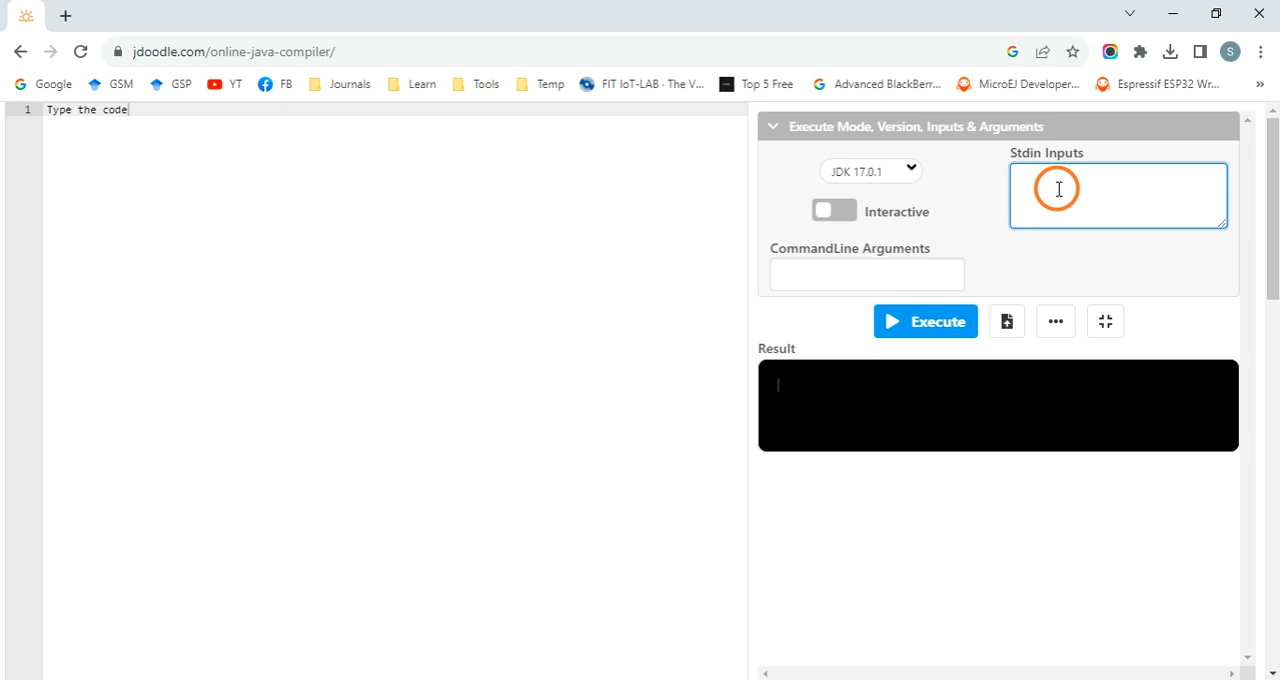 jdoodle.com/online-java-compiler/
G
S
Google
GSM
GSP
YT
FB
Journals
Learn
Tools
Temp
FIT IoT-LAB - The V...
Top 5 Free
Advanced BlackBerr...
MicroEJ Developer...
Espressif ESP32 Wr...
»
1 Type the code
Execute Mode, Version, Inputs & Arguments
JDK 17.0.1
Stdin Inputs
Interactive
CommandLine Arguments
Execute
Result